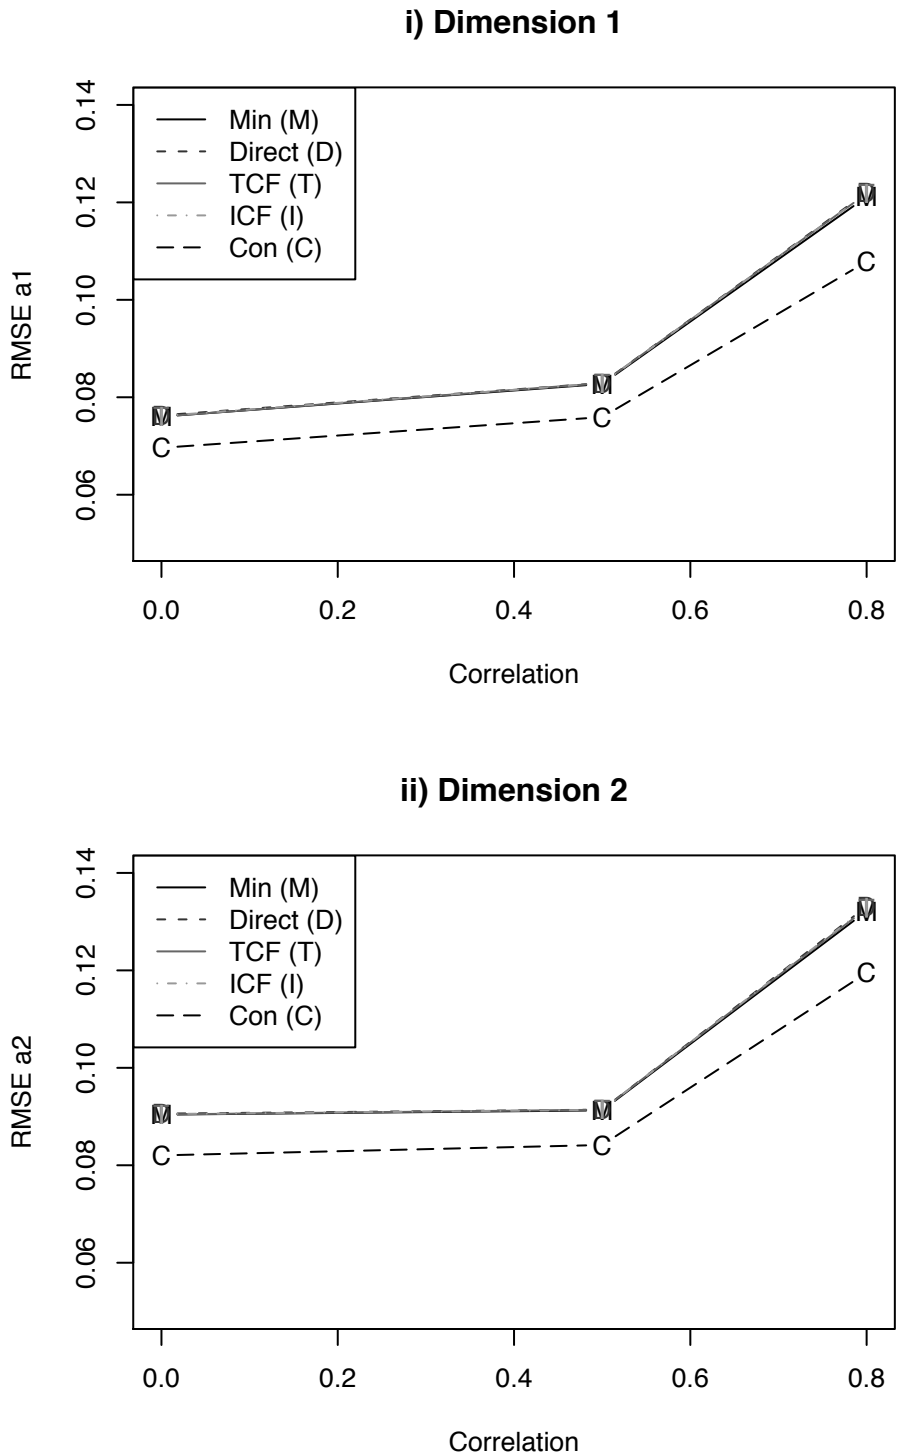 i) Dimension 1
0.14
0.12
0.10
0.08
0.06
RMSE a1
Min (M)
Direct (D)
TCF (T)
ICF (I)
Con (C)
M
M
M
C
C
C
0.0 0.2 0.4 0.6 0.8
Correlation
ii) Dimension 2
0.14
0.12
0.10
0.08
0.06
RMSE a2
Min (M)
Direct (D)
TCF (T)
ICF (I)
Con (C)
M
M
M
C
C
C
0.0 0.2 0.4 0.6 0.8
Correlation